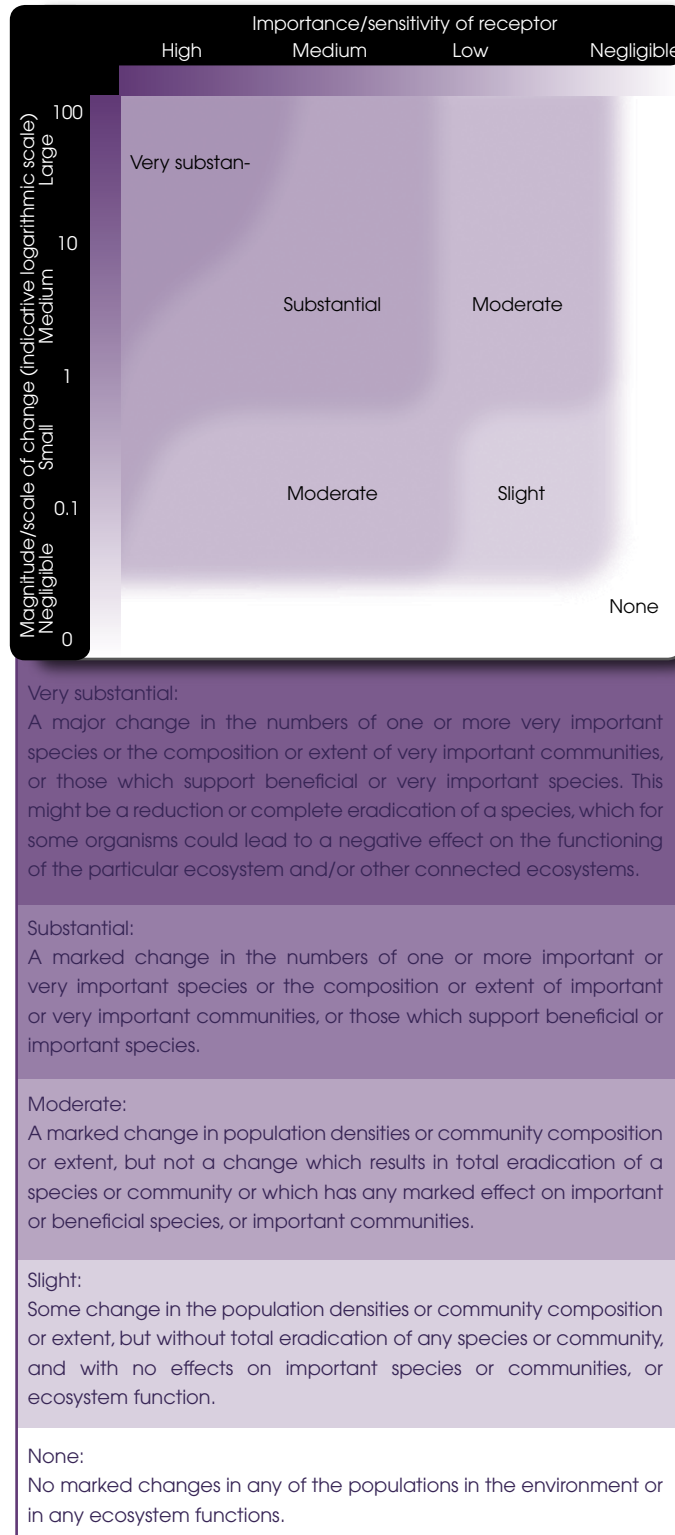 Importance/sensitivity of receptor
High Medium Low Negligible
Magnitude/scale of change (indicative logarithmic scale)
Large
Medium
Small
Negligible
100
10
1
0.1
0
Very substan-
Substantial
Moderate
Moderate
Slight
None
Very substantial:
A major change in the numbers of one or more very important
species or the composition or extent of very important communities,
or those which support beneficial or very important species. This
might be a reduction or complete eradication of a species, which for
some organisms could lead to a negative effect on the functioning
of the particular ecosystem and/or other connected ecosystems.
Substantial:
A marked change in the numbers of one or more important or
very important species or the composition or extent of important
or very important communities, or those which support beneficial or
important species.
Moderate:
A marked change in population densities or community composition
or extent, but not a change which results in total eradication of a
species or community or which has any marked effect on important
or beneficial species, or important communities.
Slight:
Some change in the population densities or community composition
or extent, but without total eradication of any species or community,
and with no effects on important species or communities, or
ecosystem function.
None:
No marked changes in any of the populations in the environment or
in any ecosystem functions.